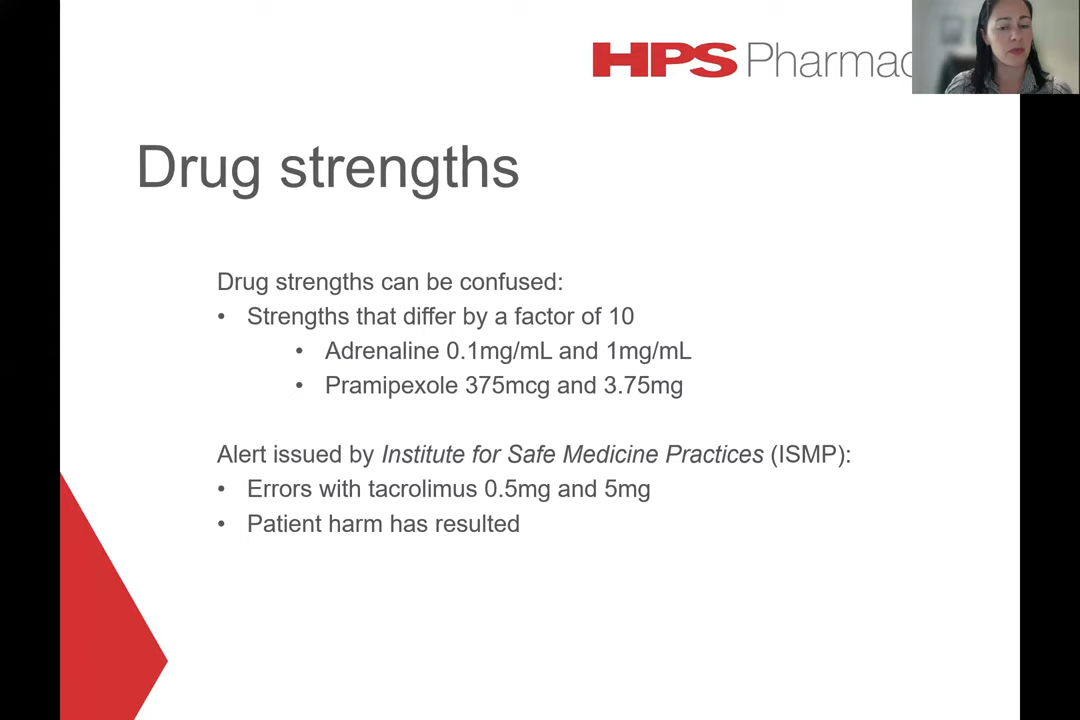 HPS Pharmac
Drug strengths
Drug strengths can be confused:
• Strengths that differ by a factor of 10
• Adrenaline 0.1mg/mL and 1mg/mL
• Pramipexole 375mcg and 3.75mg
Alert issued by Institute for Safe Medicine Practices (ISMP):
• Errors with tacrolimus 0.5mg and 5mg
• Patient harm has resulted